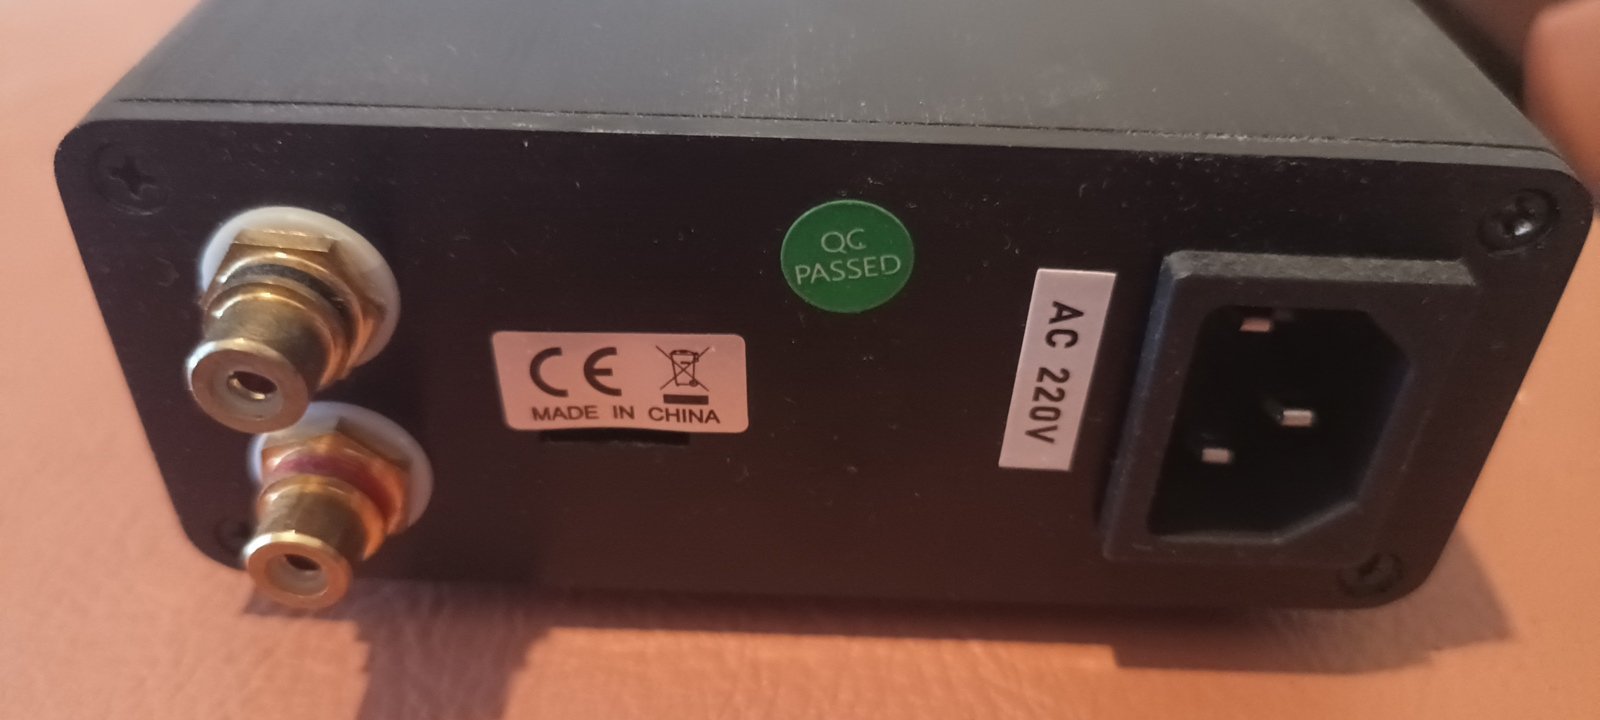 QC
PASSED
CE
MADE IN CHINA
AC 220V